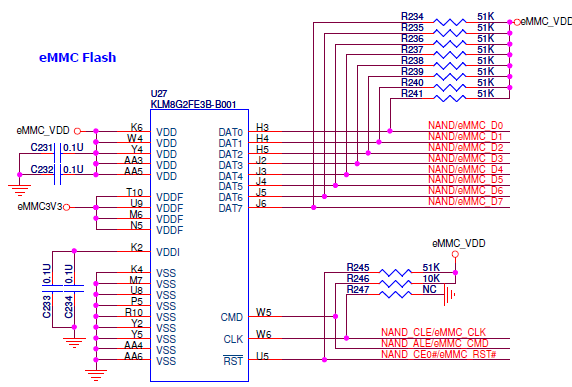 R234 51K
R235 51K eMMC_VDD
R236 51K
R237 51K
R238 51K
R239 51K
R240 51K
R241 51K
eMMC Flash
U27
KLM8G2FE3B-B001
eMMC_VDD K6 VDD DAT0 H3 NAND/eMMC_D0
W4 VDD DAT1 H4 NAND/eMMC_D1
C231 0.1U Y4 VDD DAT2 H5 NAND/eMMC_D2
AA3 VDD DAT3 J2 NAND/eMMC_D3
C232 0.1U AA5 VDD DAT4 J3 NAND/eMMC_D4
DAT5 J4 NAND/eMMC_D5
T10 VDDF DAT6 J5 NAND/eMMC_D6
eMMC3V3 U9 VDDF DAT7 J6 NAND/eMMC_D7
M6 VDDF
N5 VDDF
eMMC_VDD
K2 VDDI
R245 51K
R246 10K
R247 NC
C233 0.1U
C234 0.1U
K4 VSS
M7 VSS
U8 VSS
P5 VSS
R10 VSS CMD W5
Y2 VSS
Y5 VSS CLK W6 NAND_CLE/eMMC_CLK
AA4 VSS NAND_ALE/eMMC_CMD
AA6 VSS RST U5 NAND_CE0#/eMMC_RST#